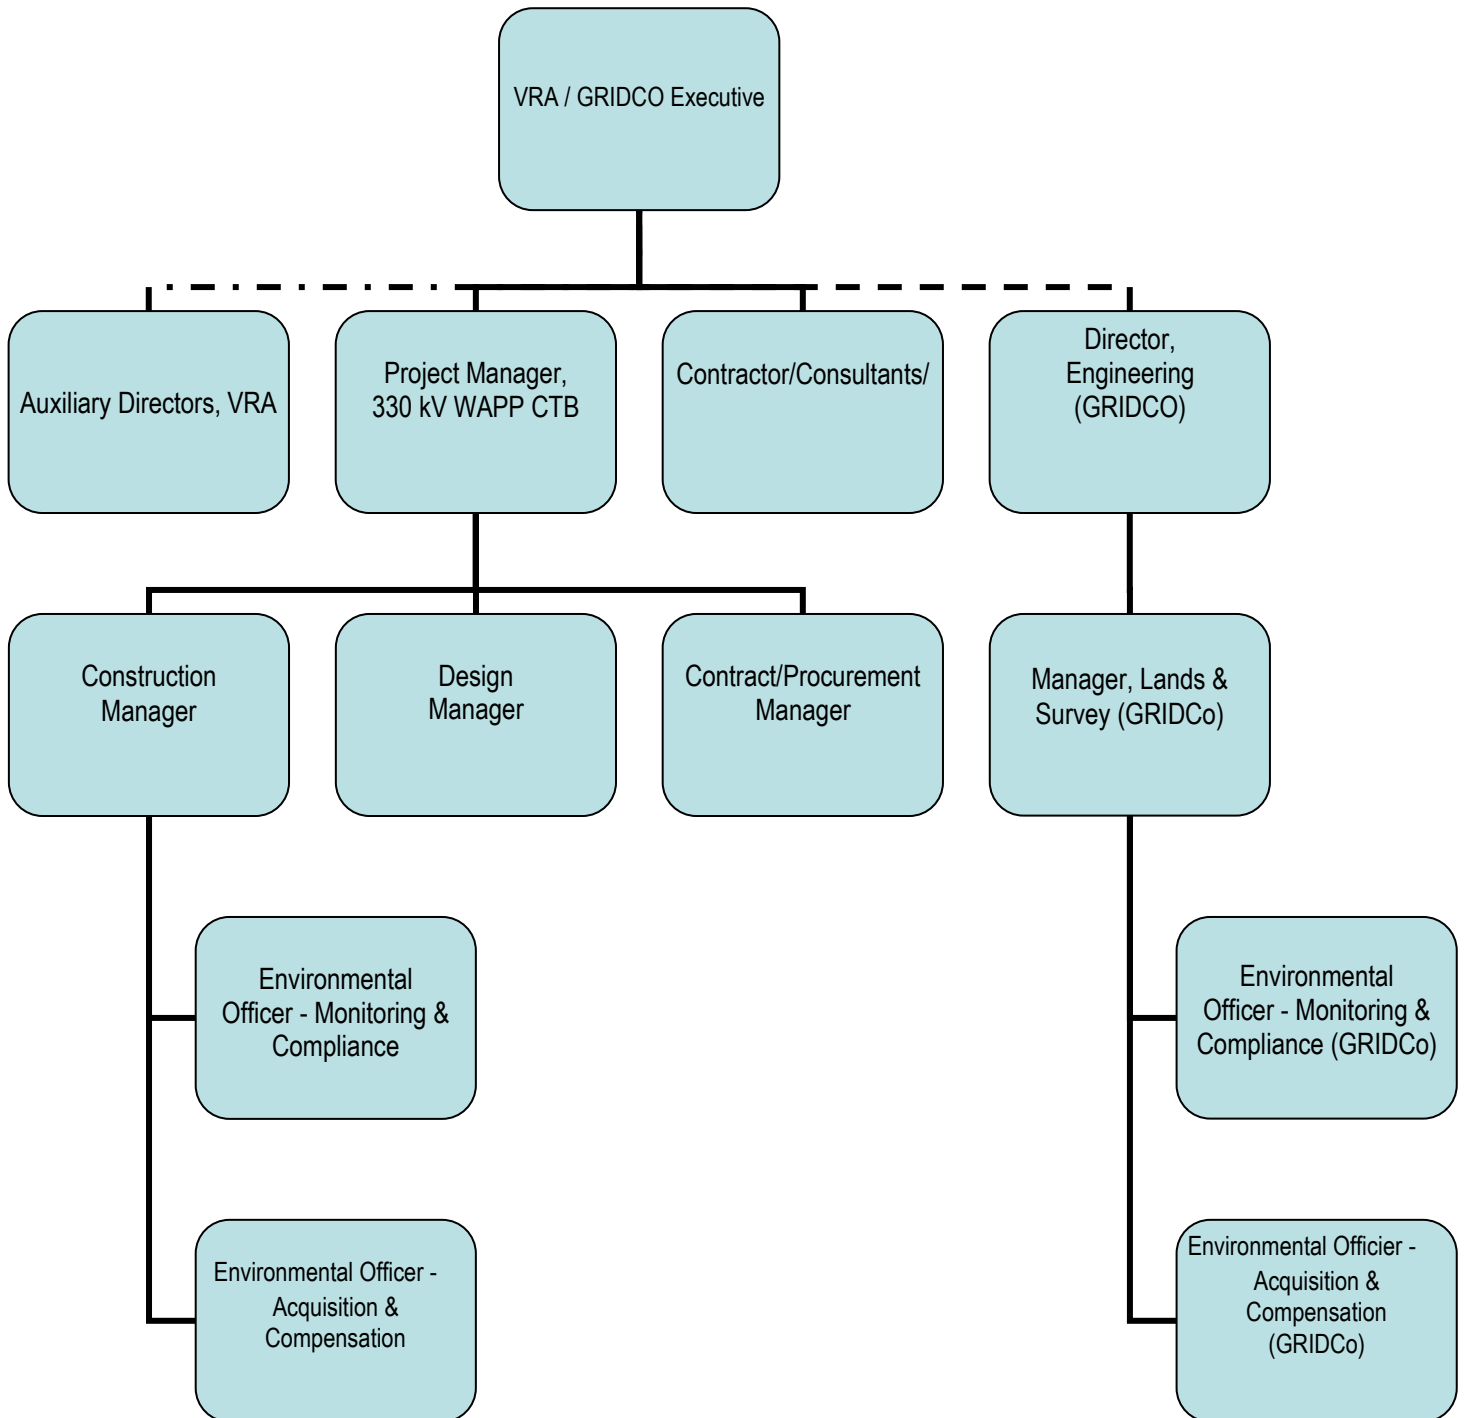 VRA / GRIDCO Executive
Auxiliary Directors, VRA
Project Manager,
330 kV WAPP CTB
Contractor/Consultants/
Director,
Engineering
(GRIDCO)
Construction
Manager
Design
Manager
Contract/Procurement
Manager
Manager, Lands &
Survey (GRIDCo)
Environmental
Officer - Monitoring &
Compliance
Environmental
Officer - Monitoring &
Compliance (GRIDCo)
Environmental Officer -
Acquisition &
Compensation
Environmental Officier -
Acquisition &
Compensation
(GRIDCo)